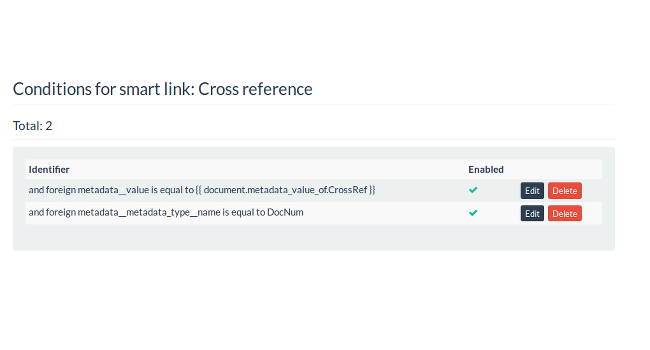 Conditions for smart link: Cross reference
Total: 2
Identifier Enabled
and foreign metadata__value is equal to {{ document.metadata_value_of.CrossRef }} Edit Delete
and foreign metadata__metadata_type__name is equal to DocNum Edit Delete